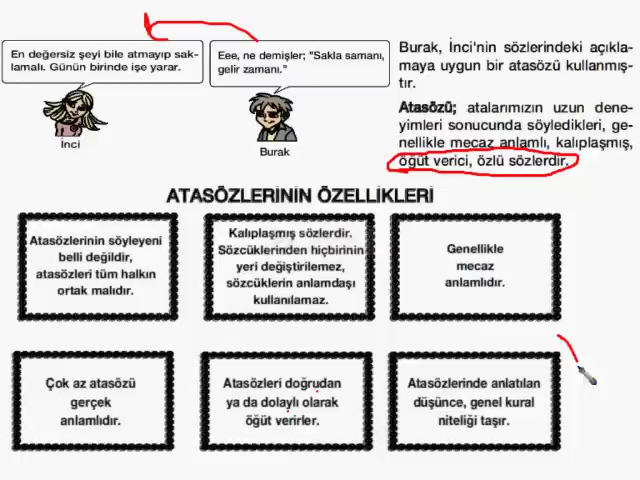 En değersiz şeyi bile atmayıp sak-
lamalı. Günün birinde işe yarar.
İnci
Eee, ne demişler; "Sakla samanı,
gelir zamanı."
Burak
Burak, İnci'nin sözlerindeki açıkla-
maya uygun bir atasözü kullanmış-
tır.
Atasözü; atalarımızın uzun dene-
yimleri sonucunda söyledikleri, ge-
nellikle mecaz anlamlı, kalıplaşmış,
öğüt verici, özlü sözlerdir.
ATASÖZLERİNİN ÖZELLİKLERİ
Atasözlerinin söyleyeni
belli değildir,
atasözleri tüm halkın
ortak malıdır.
Kalıplaşmış sözlerdir.
Sözcüklerinden hiçbirinin
yeri değiştirilemez,
sözcüklerin anlamdaşı
kullanılamaz.
Genellikle
mecaz
anlamlıdır.
Çok az atasözü
gerçek
anlamlıdır.
Atasözleri doğrudan
ya da dolaylı olarak
öğüt verirler.
Atasözlerinde anlatılan
düşünce, genel kural
niteliği taşır.